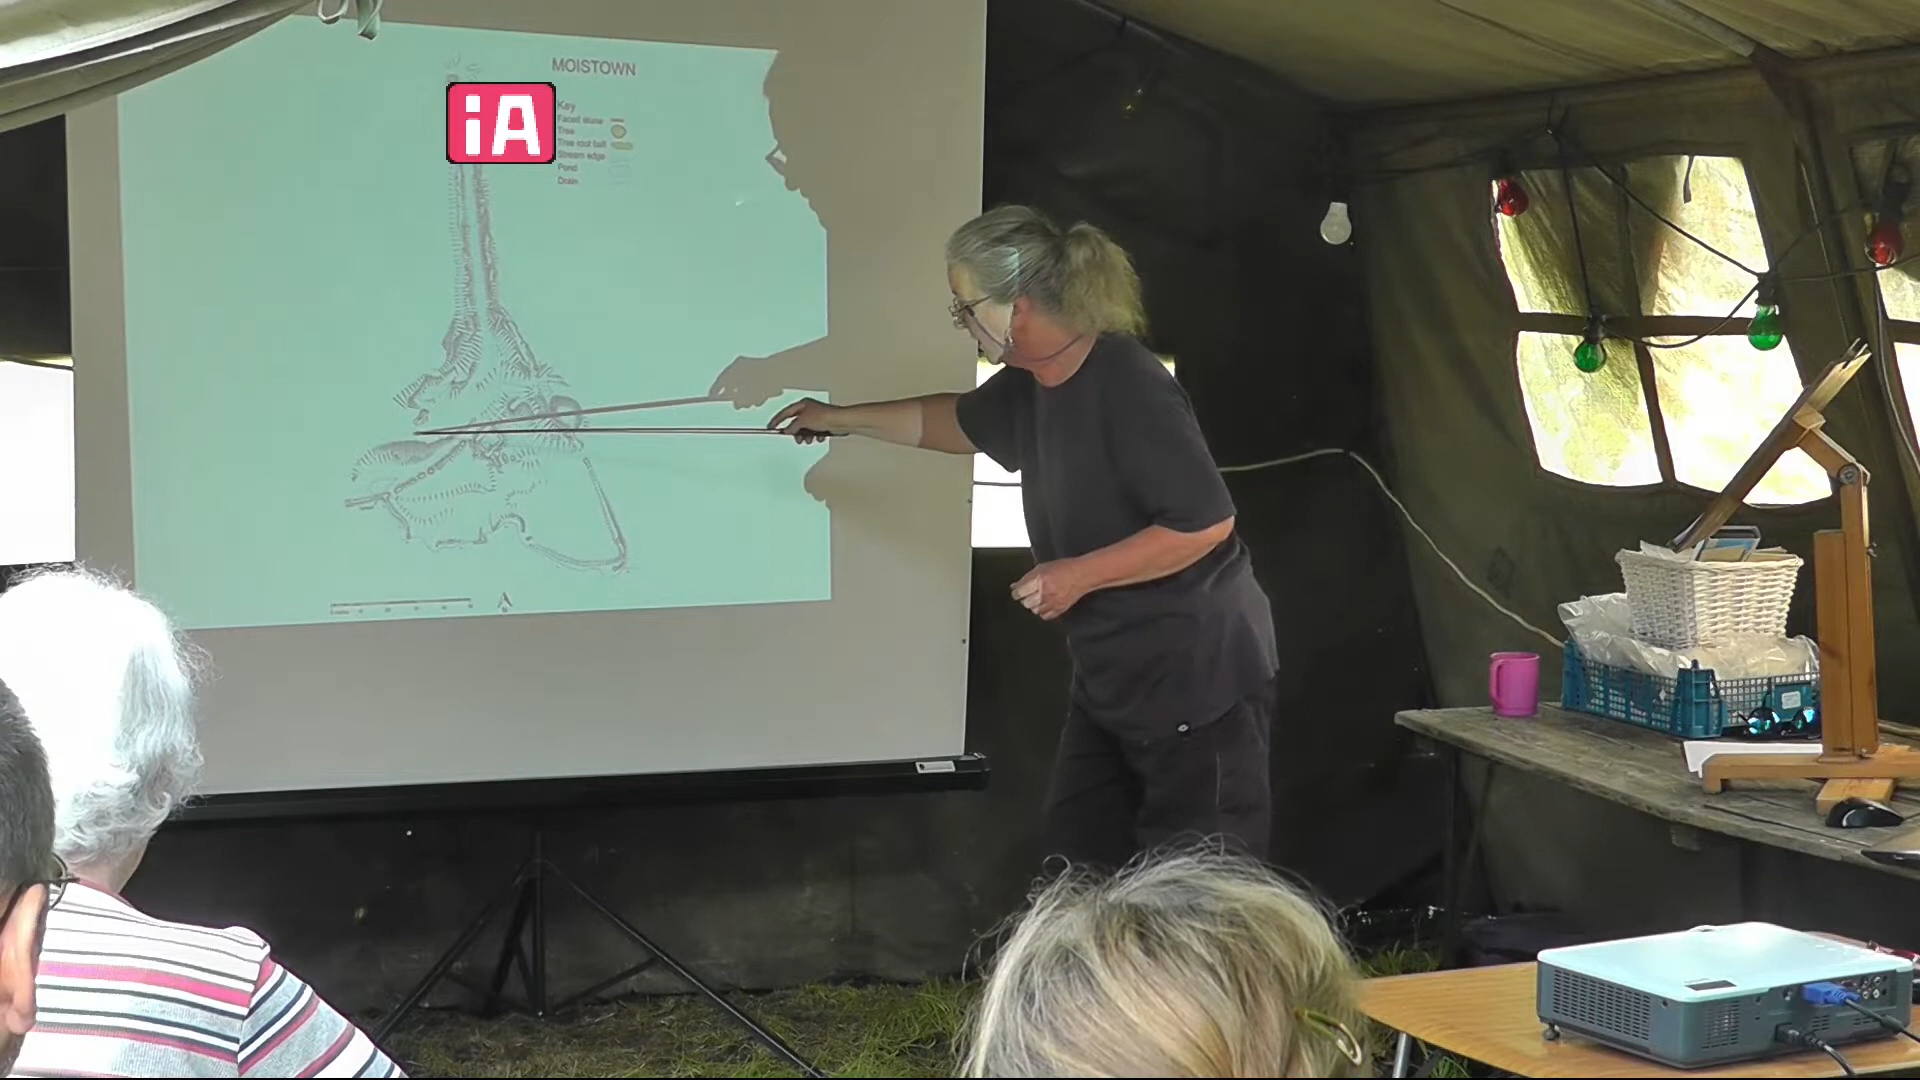 MOISTOWN
iA
Key
Faced stone
Tree
Tree root ball
Stream edge
Pond
Drain